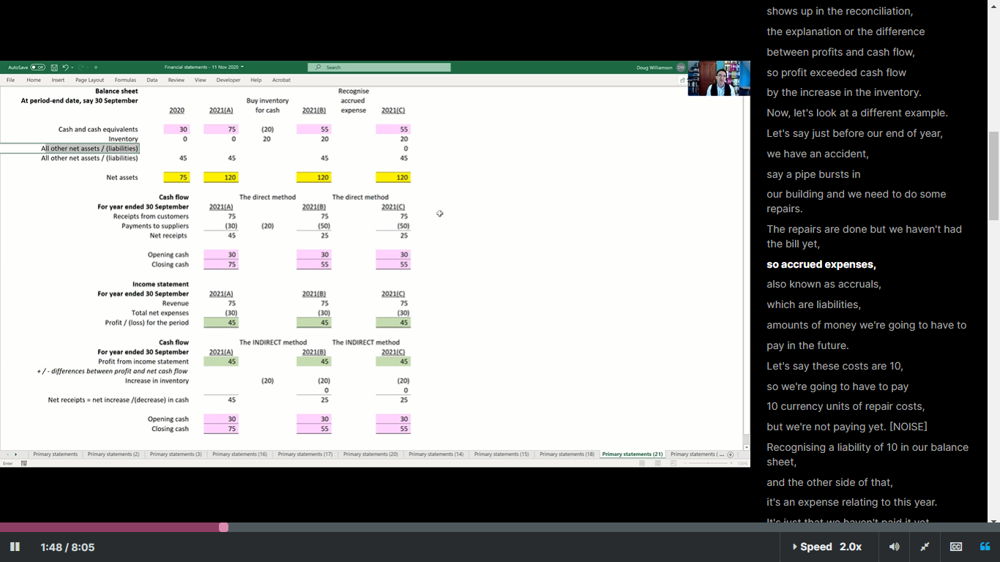 shows up in the reconciliation,
the explanation or the difference
between profits and cash flow,
so profit exceeded cash flow
by the increase in the inventory.
Now, let's look at a different example.
Let's say just before our end of year,
we have an accident,
say a pipe bursts in
our building and we need to do some
repairs.
The repairs are done but we haven't had
the bill yet,
so accrued expenses,
also known as accruals,
which are liabilities,
amounts of money we're going to have to
pay in the future.
Let's say these costs are 10,
so we're going to have to pay
10 currency units of repair costs,
but we're not paying yet. [NOISE]
Recognising a liability of 10 in our balance
sheet,
and the other side of that,
it's an expense relating to this year.
It's just that we haven't paid it yet
AutoSave Off Financial statements - 11 Nov 2020 Search Doug Williamson DW
File Home Insert Page Layout Formulas Data Review View Developer Help Acrobat
Balance sheet Recognise
At period-end date, say 30 September Buy inventory accrued
2020 2021(A) for cash 2021(B) expense 2021(C)
Cash and cash equivalents 30 75 (20) 55 55
Inventory 0 0 20 20 20
All other net assets / (liabilities) 0
All other net assets / (liabilities) 45 45 45 45
Net assets 75 120 120 120
Cash flow The direct method The direct method
For year ended 30 September 2021(A) 2021(B) 2021(C)
Receipts from customers 75 75 75
Payments to suppliers (30) (20) (50) (50)
Net receipts 45 25 25
Opening cash 30 30 30
Closing cash 75 55 55
Income statement
For year ended 30 September 2021(A) 2021(B) 2021(C)
Revenue 75 75 75
Total net expenses (30) (30) (30)
Profit / (loss) for the period 45 45 45
Cash flow The INDIRECT method The INDIRECT method
For year ended 30 September 2021(A) 2021(B) 2021(C)
Profit from income statement 45 45 45
+ / - differences between profit and net cash flow
Increase in inventory (20) (20) (20)
0 0
Net receipts = net increase /(decrease) in cash 45 25 25
Opening cash 30 30 30
Closing cash 75 55 55
Primary statements Primary statements (2) Primary statements (3) Primary statements (16) Primary statements (17) Primary statements (20) Primary statements (14) Primary statements (15) Primary statements (18) Primary statements (21) Primary statements ( ...
Enter 120%
1:48 / 8:05 Speed 2.0x CC